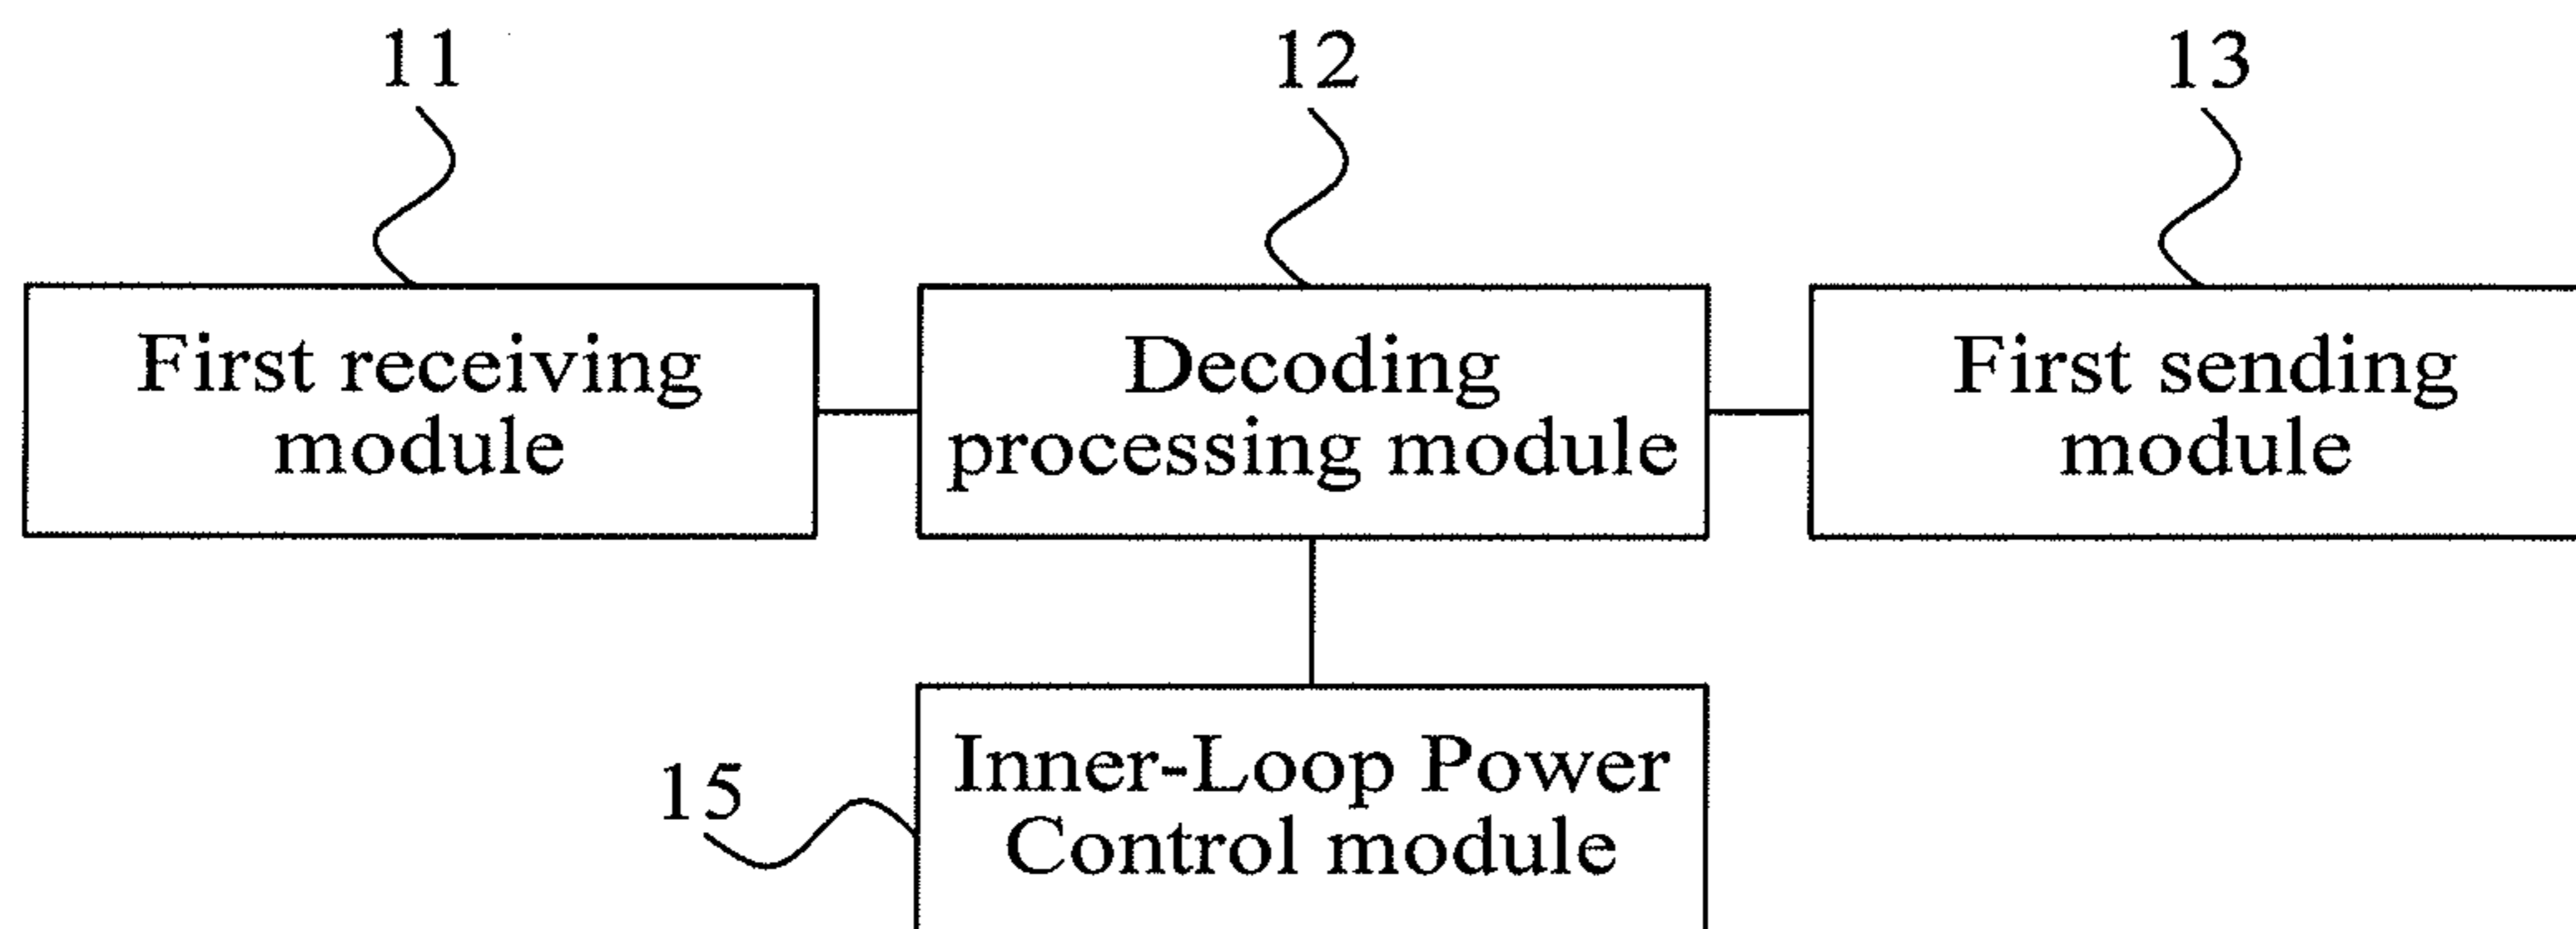 11
12
13
First receiving
module
Decoding
processing module
First sending
module
15
Inner-Loop Power
Control module